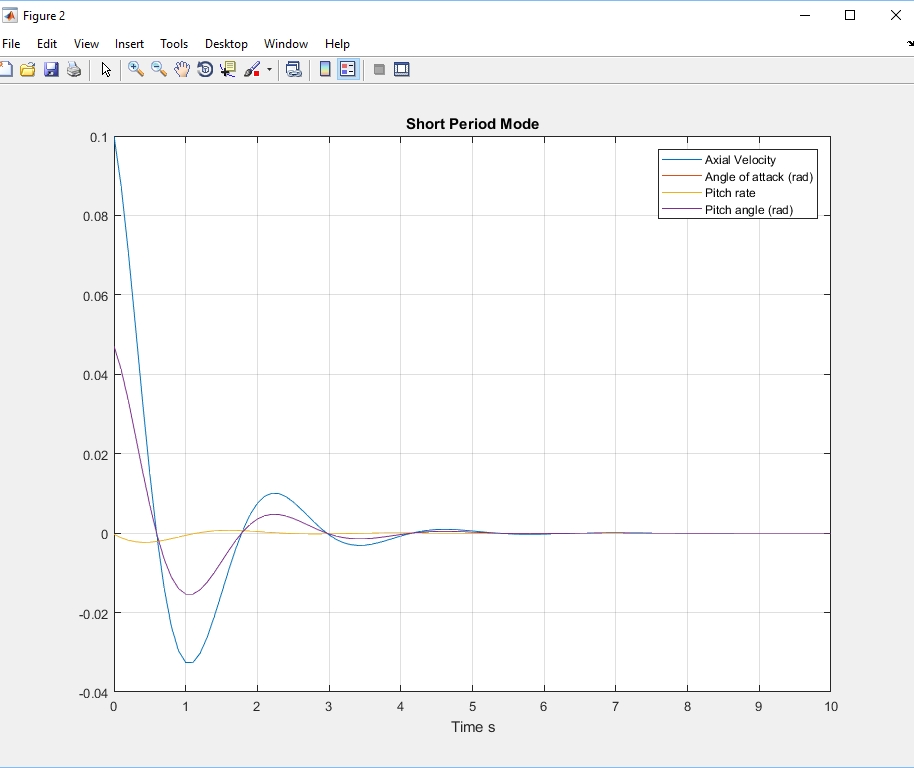 Figure 2
File Edit View Insert Tools Desktop Window Help
Short Period Mode
0.1
0.08
0.06
0.04
0.02
0
-0.02
-0.04
Axial Velocity
Angle of attack (rad)
Pitch rate
Pitch angle (rad)
0 1 2 3 4 5 6 7 8 9 10
Time s